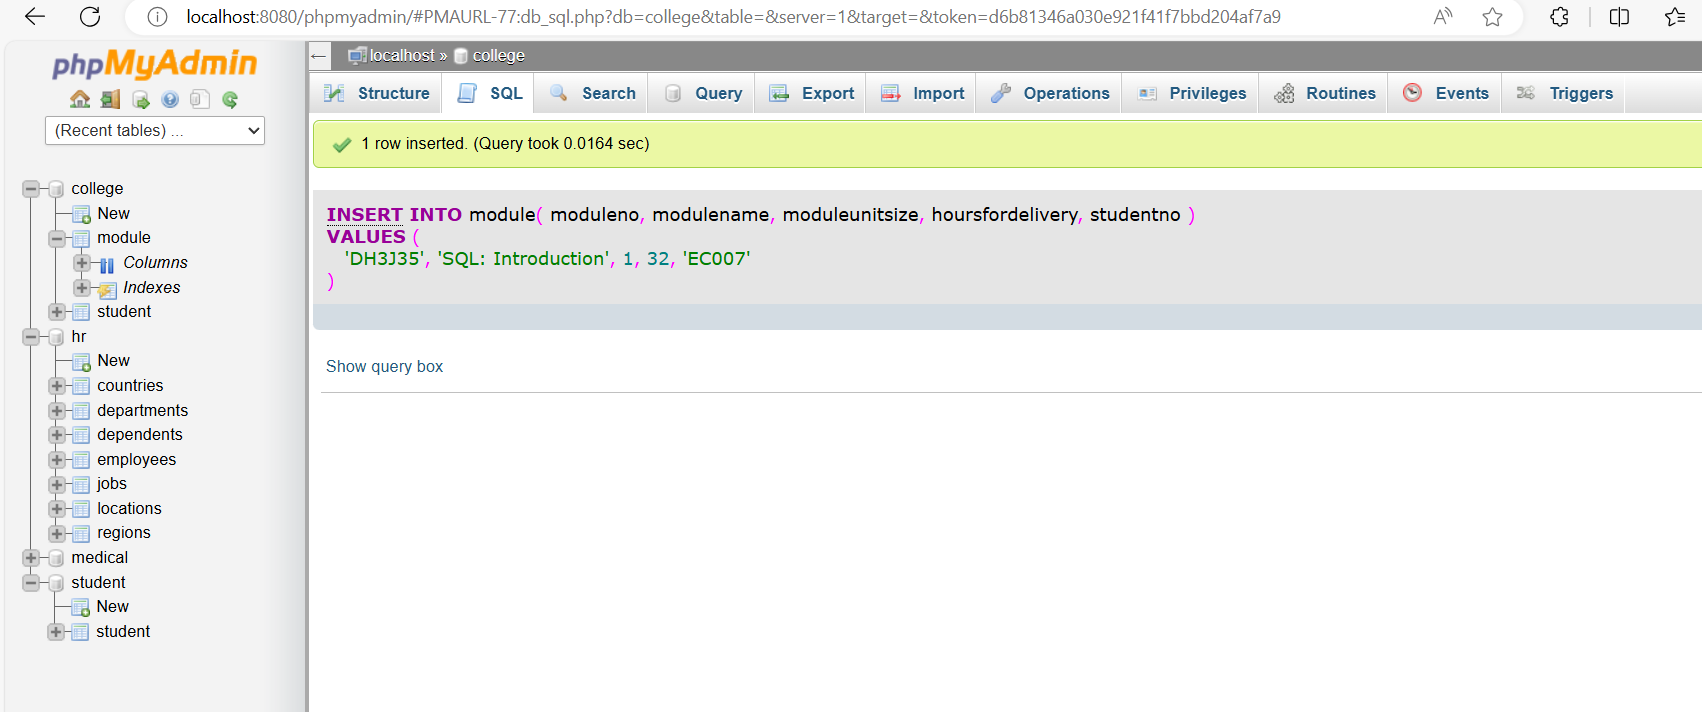 localhost:8080/phpmyadmin/#PMAURL-77:db_sql.php?db=college&table=&server=1&target=&token=d6b81346a030e921f41f7bbd204af7a9
phpMyAdmin
(Recent tables) ...
college
New
module
Columns
Indexes
student
hr
New
countries
departments
dependents
employees
jobs
locations
regions
medical
student
New
student
localhost » college
Structure SQL Search Query Export Import Operations Privileges Routines Events Triggers
1 row inserted. (Query took 0.0164 sec)
INSERT INTO module( moduleno, modulename, moduleunitsize, hoursfordelivery, studentno )
VALUES (
'DH3J35', 'SQL: Introduction', 1, 32, 'EC007'
)
Show query box